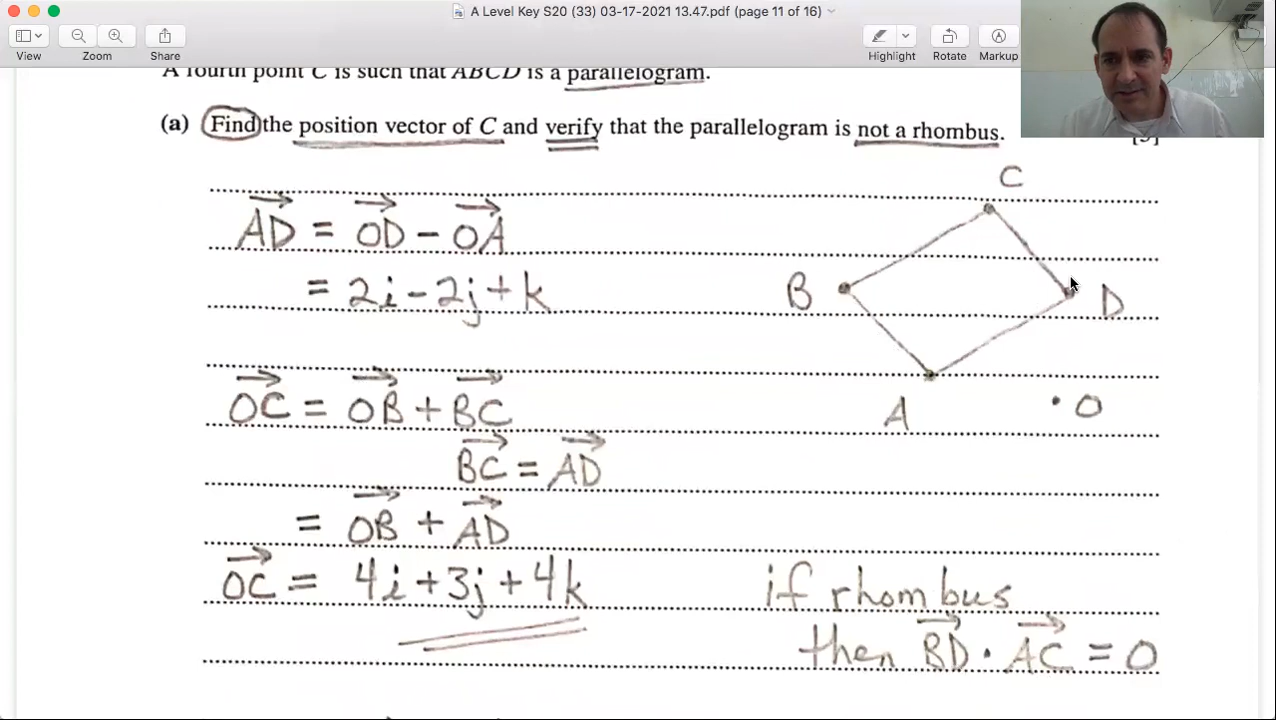 A Level Key S20 (33) 03-17-2021 13.47.pdf (page 11 of 16)
View Zoom Share Highlight Rotate Markup
A fourth point C is such that ABCD is a parallelogram.
(a) Find the position vector of C and verify that the parallelogram is not a rhombus.
C
AD = OD - OA
= 2i - 2j + k
B
D
OC = OB + BC
A
· O
BC = AD
= OB + AD
OC = 4i + 3j + 4k
if rhombus
then BD · AC = 0